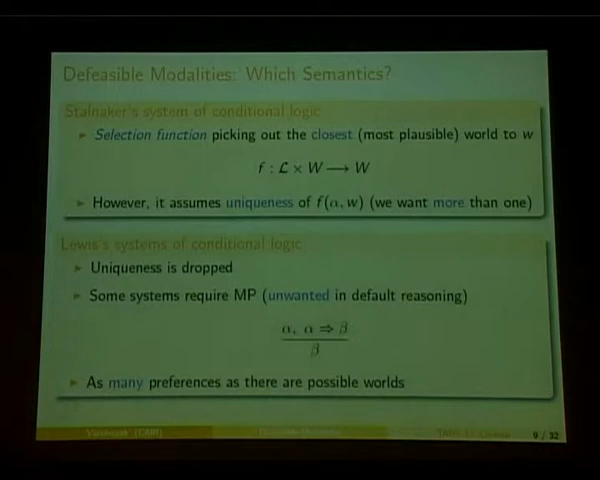 Defeasible Modalities: Which Semantics?
Stalnaker's system of conditional logic
▶ Selection function picking out the closest (most plausible) world to w
f : ℒ × W ⟶ W
▶ However, it assumes uniqueness of f(α, w) (we want more than one)
Lewis's systems of conditional logic
▶ Uniqueness is dropped
▶ Some systems require MP (unwanted in default reasoning)
α, α ⇒ β
β
▶ As many preferences as there are possible worlds
(CAIR)
9 / 32